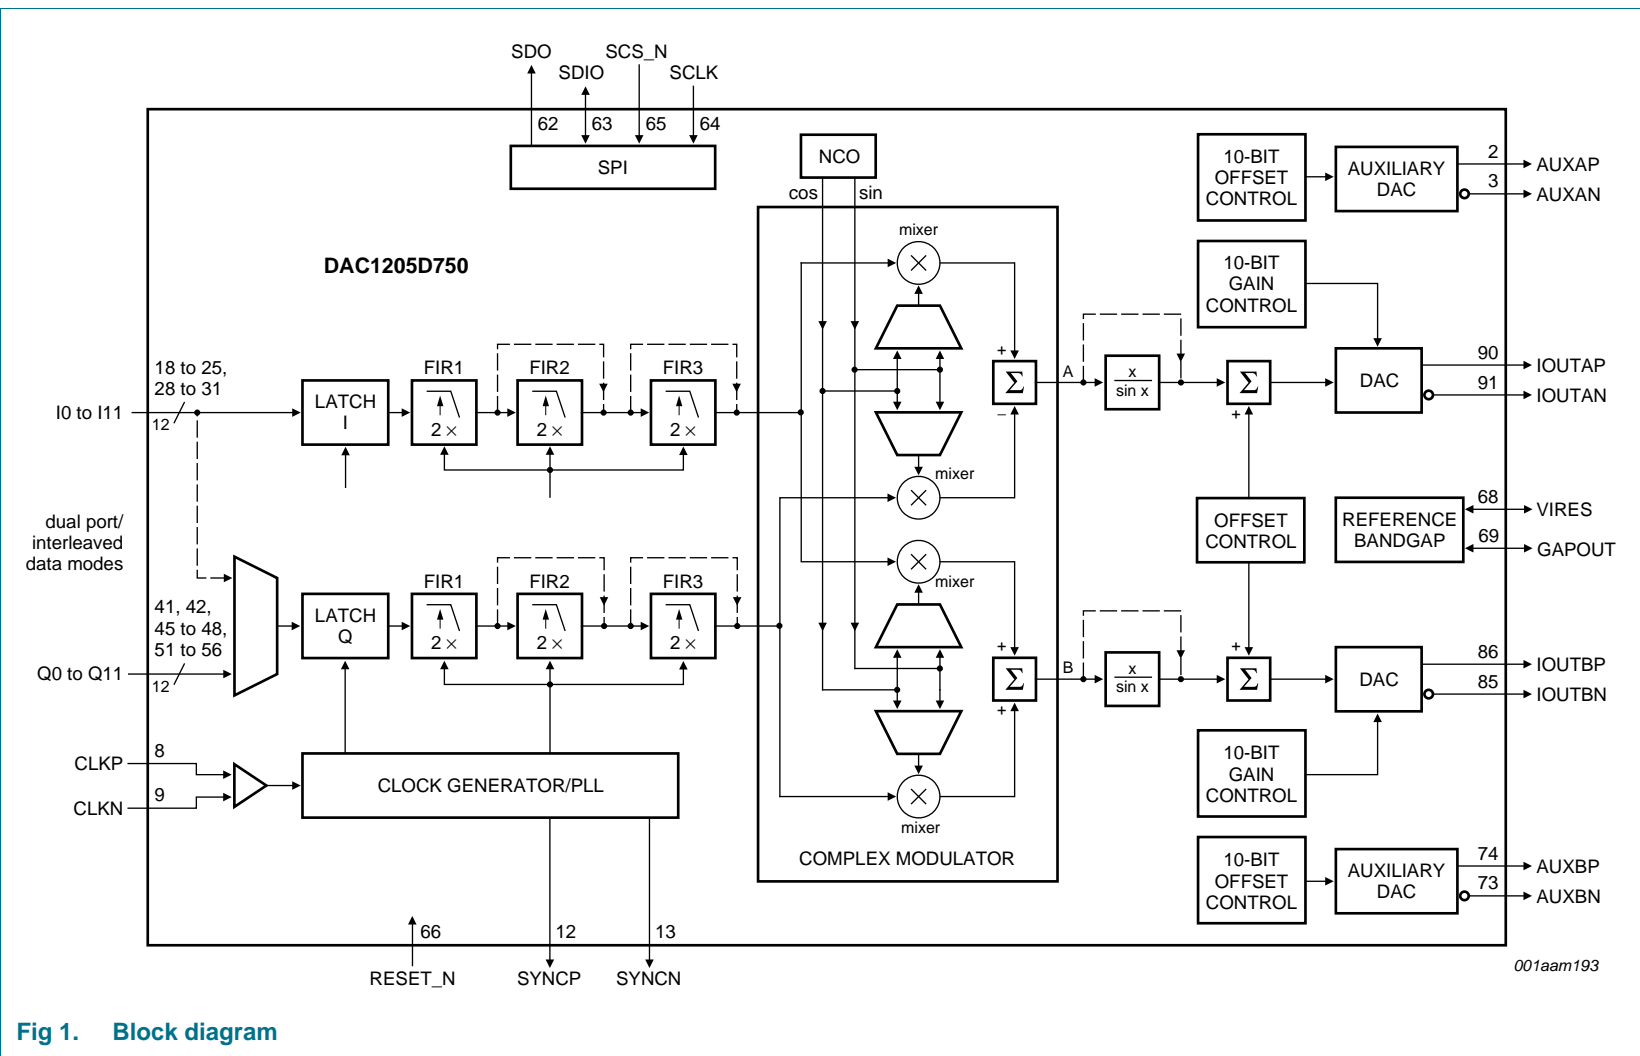 SDO
SDIO
SCS_N
SCLK
62
63
65
64
SPI
NCO
cos
sin
DAC1205D750
mixer
mixer
mixer
mixer
COMPLEX MODULATOR
18 to 25,
28 to 31
I0 to I11
12
LATCH
I
FIR1
2 ×
FIR2
2 ×
FIR3
2 ×
dual port/
interleaved
data modes
41, 42,
45 to 48,
51 to 56
Q0 to Q11
12
LATCH
Q
FIR1
2 ×
FIR2
2 ×
FIR3
2 ×
CLKP
8
CLKN
9
CLOCK GENERATOR/PLL
66
RESET_N
12
SYNCP
13
SYNCN
+
Σ
−
A
x
sin x
Σ
+
+
Σ
+
B
x
sin x
+
Σ
10-BIT
OFFSET
CONTROL
AUXILIARY
DAC
2
AUXAP
3
AUXAN
10-BIT
GAIN
CONTROL
DAC
90
IOUTAP
91
IOUTAN
OFFSET
CONTROL
REFERENCE
BANDGAP
68
VIRES
69
GAPOUT
DAC
86
IOUTBP
85
IOUTBN
10-BIT
GAIN
CONTROL
10-BIT
OFFSET
CONTROL
AUXILIARY
DAC
74
AUXBP
73
AUXBN
001aam193
Fig 1. Block diagram